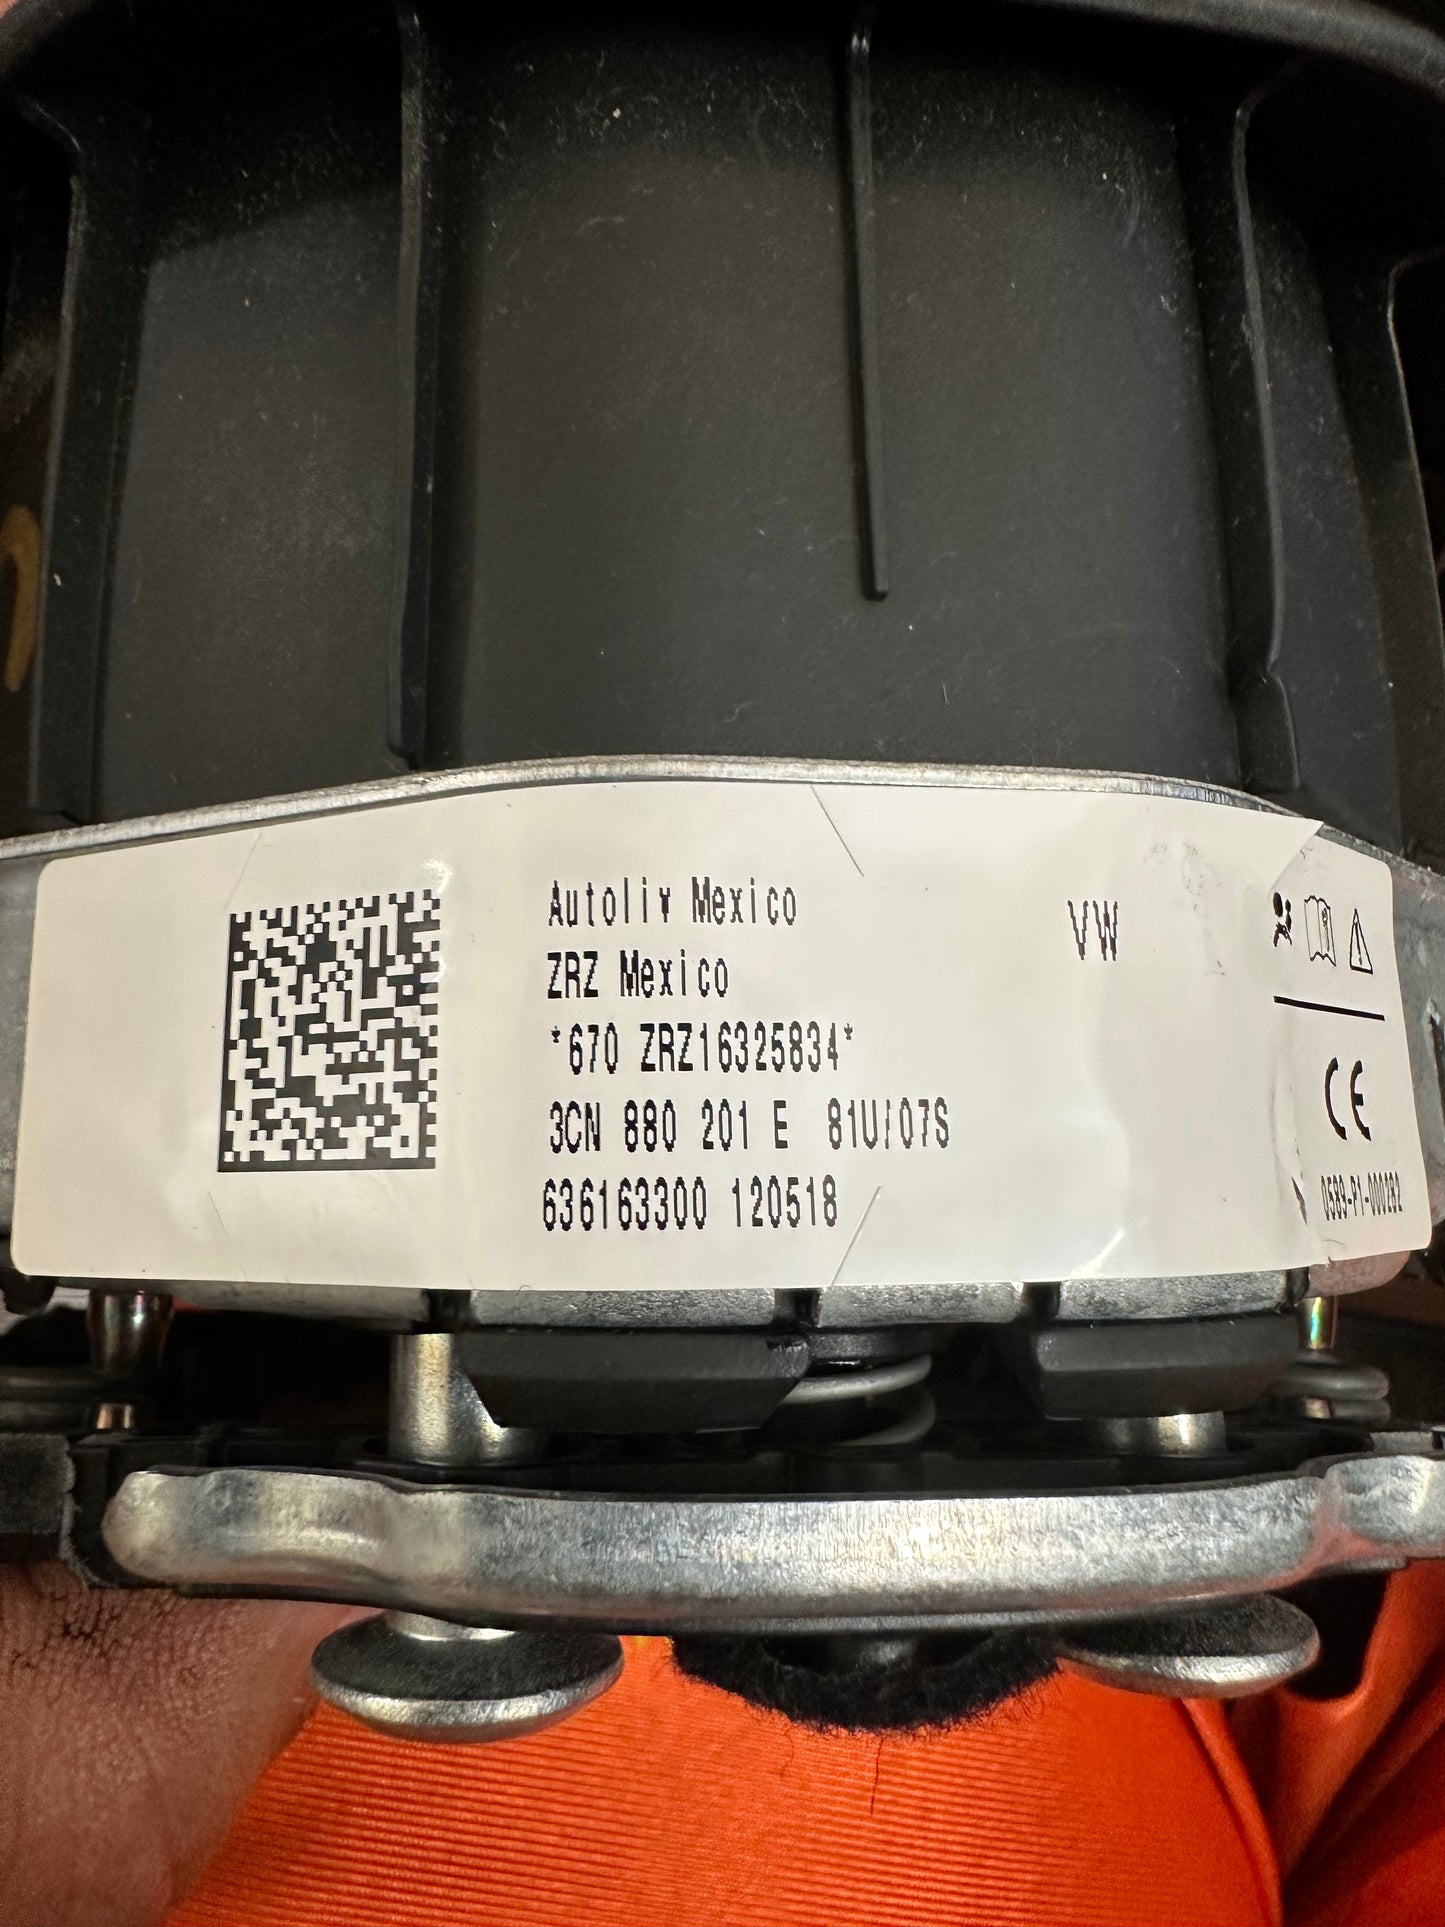 Autoliv Mexico
VW
ZRZ Mexico
*670 ZRZ16325834*
3CN 880 201 E 81U/07S
636163300 120518
CE
0589-P1-000282